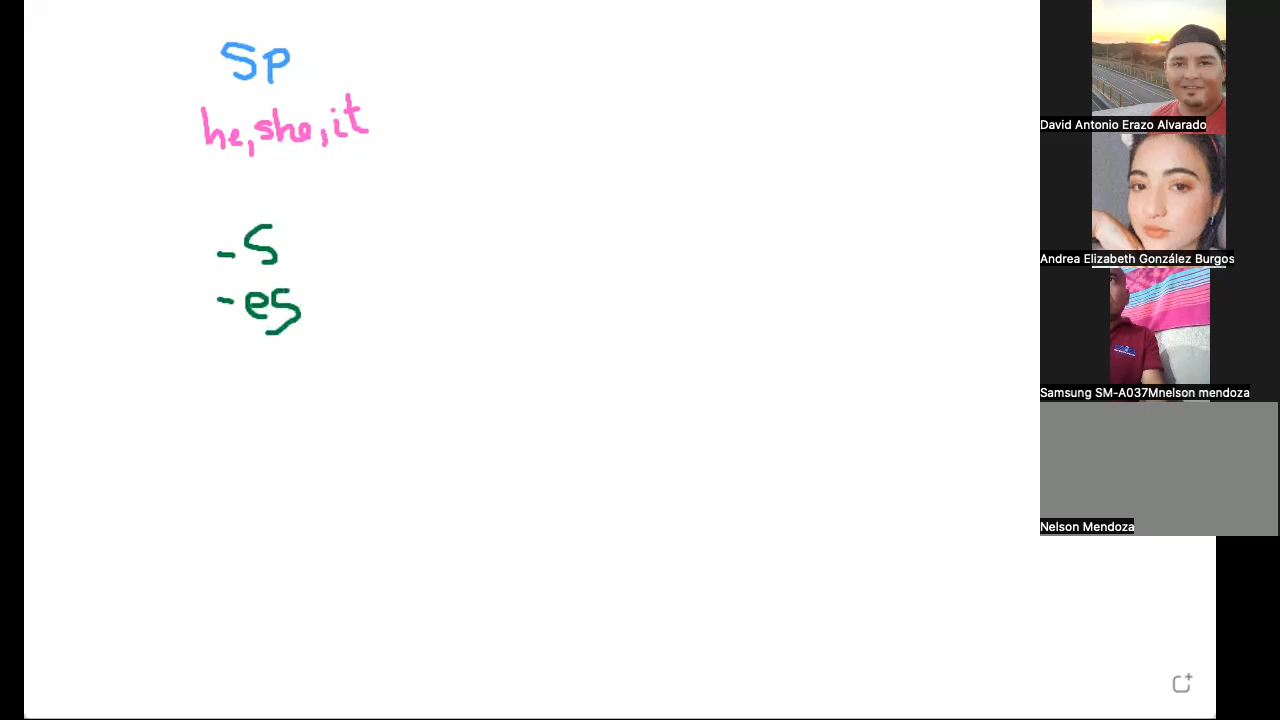 Sp
he, she, it
- S
- es
David Antonio Erazo Alvarado
Andrea Elizabeth González Burgos
Samsung SM-A037Mnelson mendoza
Nelson Mendoza